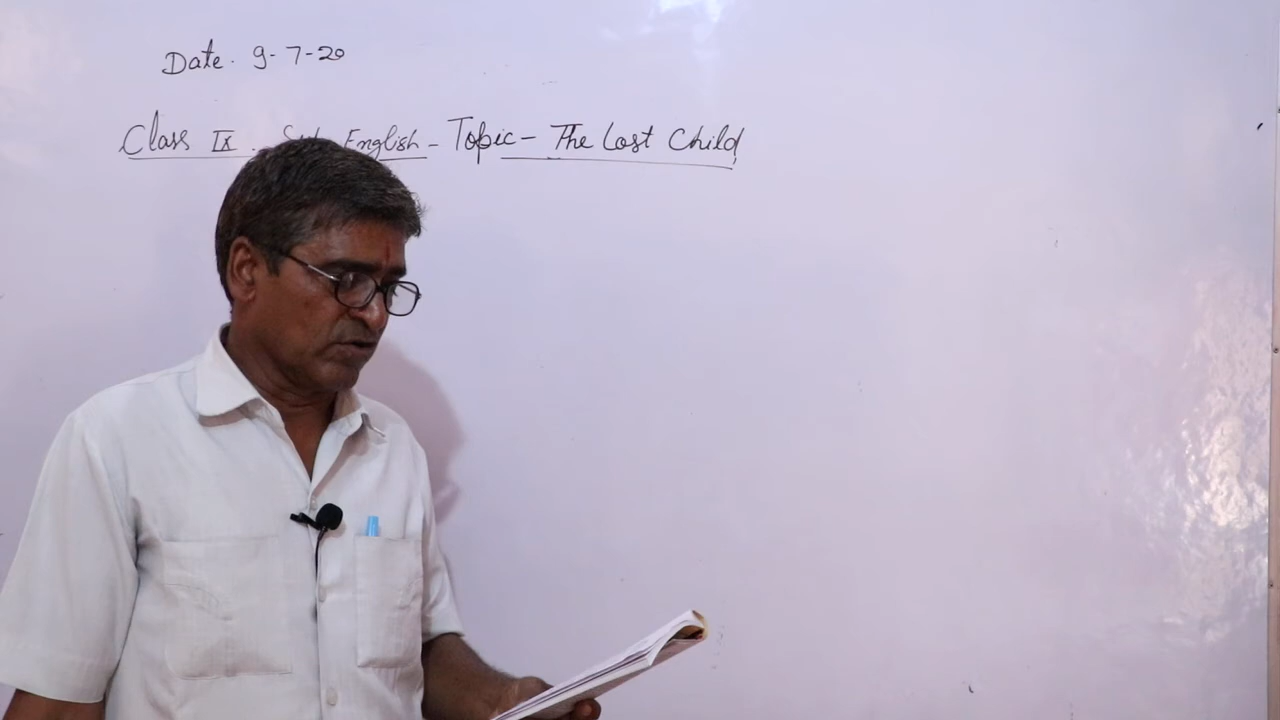 Date. 9-7-20
Class IX. English - Topic - The Lost Child